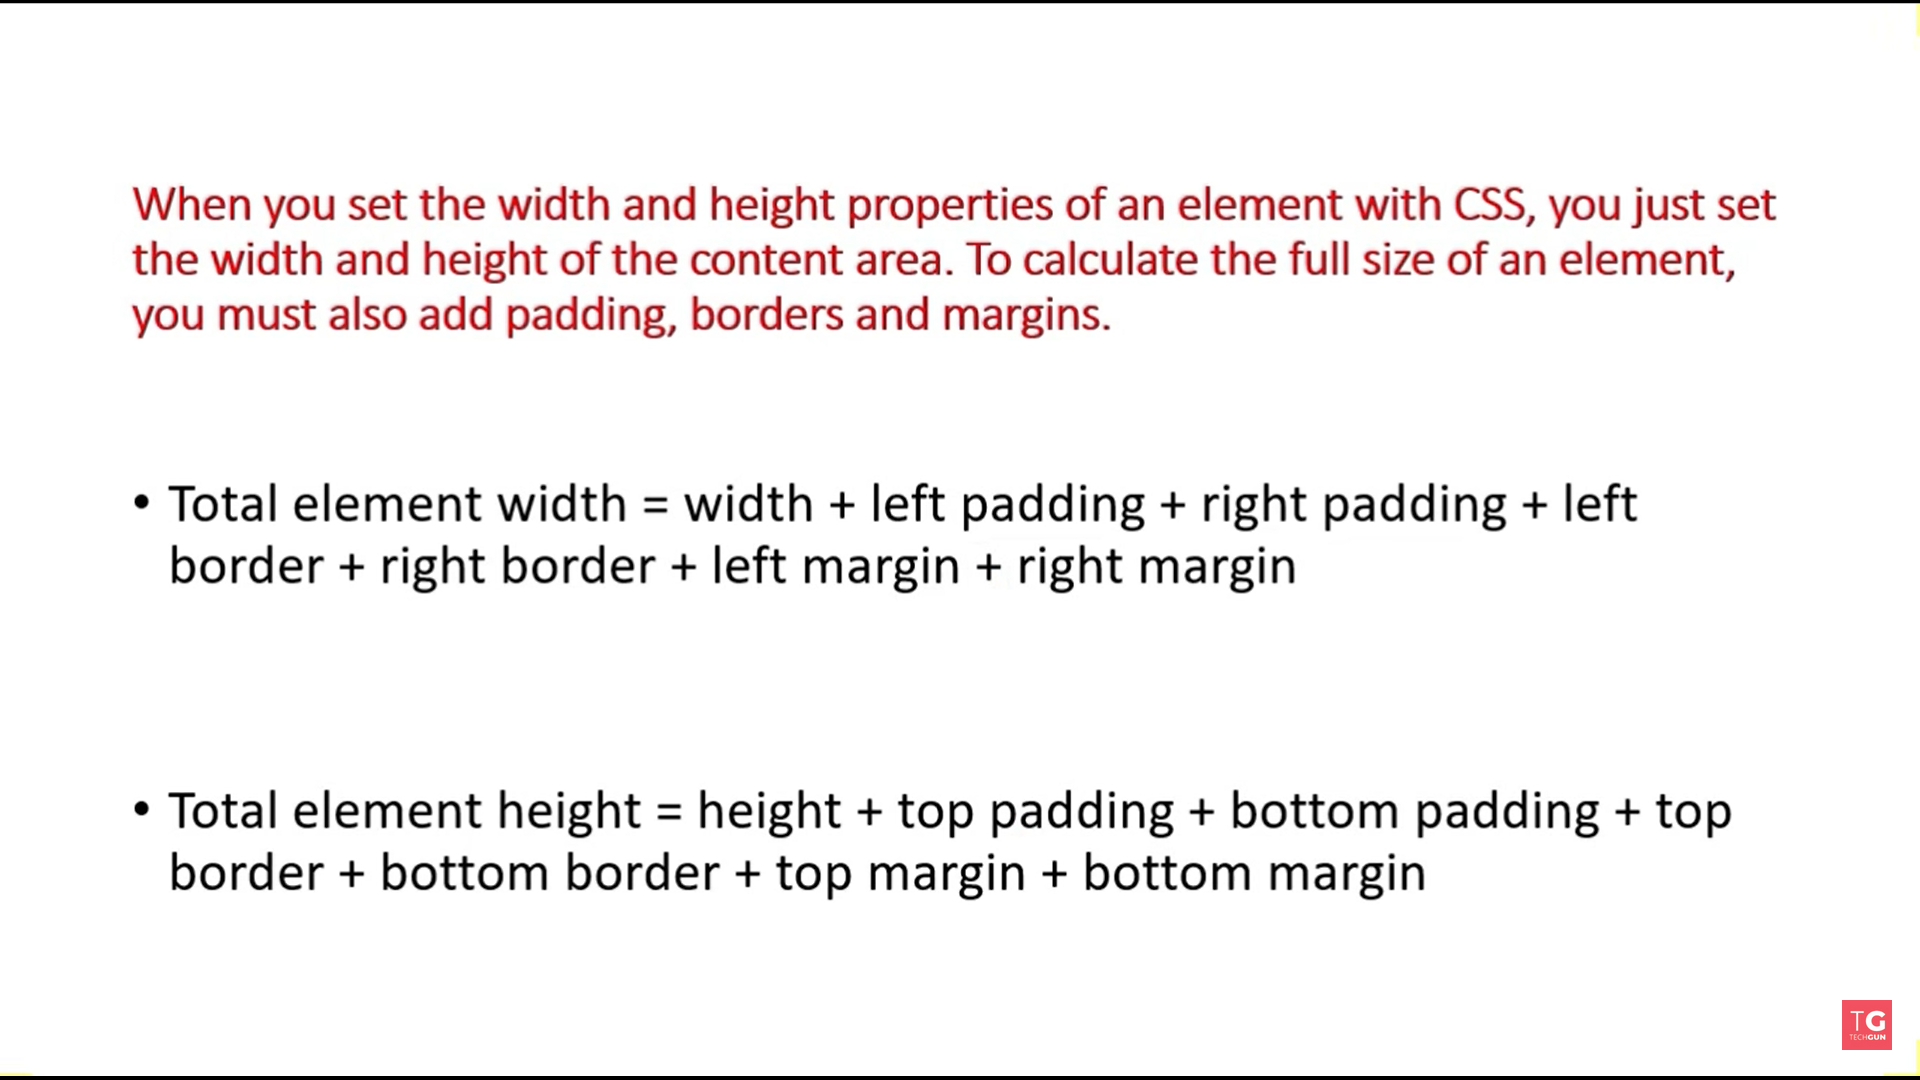 When you set the width and height properties of an element with CSS, you just set
the width and height of the content area. To calculate the full size of an element,
you must also add padding, borders and margins.
• Total element width = width + left padding + right padding + left
border + right border + left margin + right margin
• Total element height = height + top padding + bottom padding + top
border + bottom border + top margin + bottom margin
TG
TECHGUN